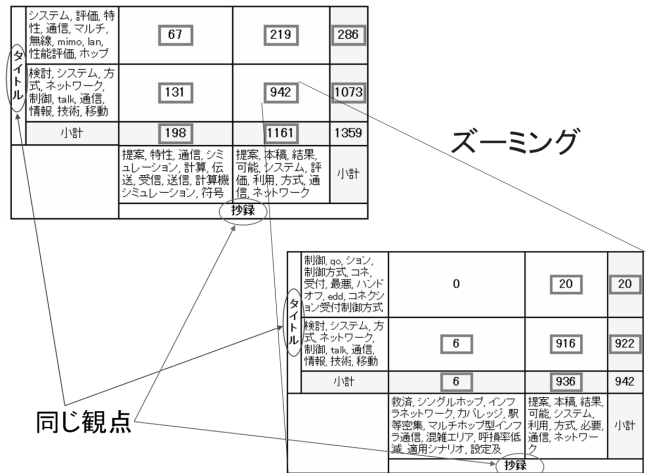 システム, 評価, 特
性, 通信, マルチ,
無線, mimo, lan,
性能評価, ホップ
67
219
286
タイトル
検討, システム, 方
式, ネットワーク,
制御, talk, 通信,
情報, 技術, 移動
131
942
1073
小計
198
1161
1359
提案, 特性, 通信, シミ
ュレーション, 計算, 伝
送, 受信, 送信, 計算機
シミュレーション, 符号
提案, 本稿, 結果,
可能, システム, 評
価, 利用, 方式, 通
信, ネットワーク
小計
抄録
ズーミング
制御, qo, ション,
制御方式, コネ,
受付, 最悪, ハンド
オフ, edd, コネクシ
ョン受付制御方式
0
20
20
タイトル
検討, システム, 方
式, ネットワーク,
制御, talk, 通信,
情報, 技術, 移動
6
916
922
小計
6
936
942
救済, シングルホップ, インフ
ラネットワーク, カバレッジ, 駅
等密集, マルチホップ型インフ
ラ通信, 混雑エリア, 呼損率低
減, 適用シナリオ, 設定及
提案, 本稿, 結果,
可能, システム,
利用, 方式, 必要,
通信, ネットワー
ク
小計
抄録
同じ観点